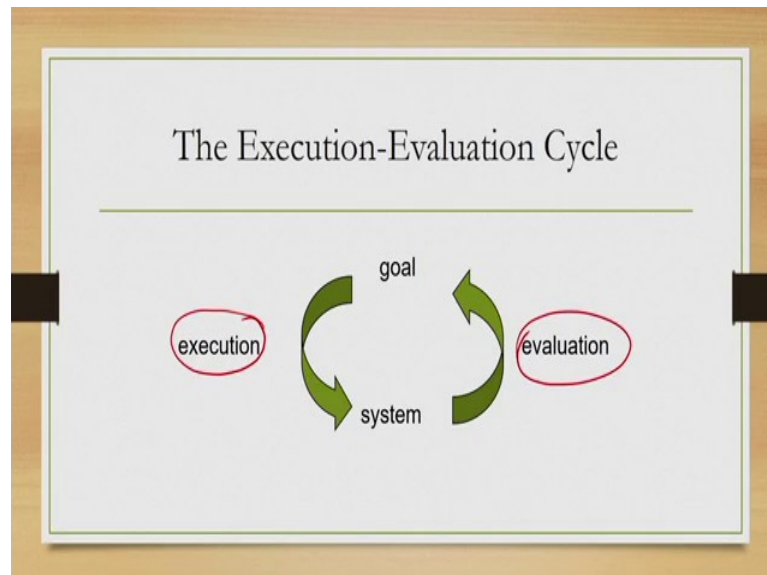 The Execution-Evaluation Cycle
goal
execution
evaluation
system